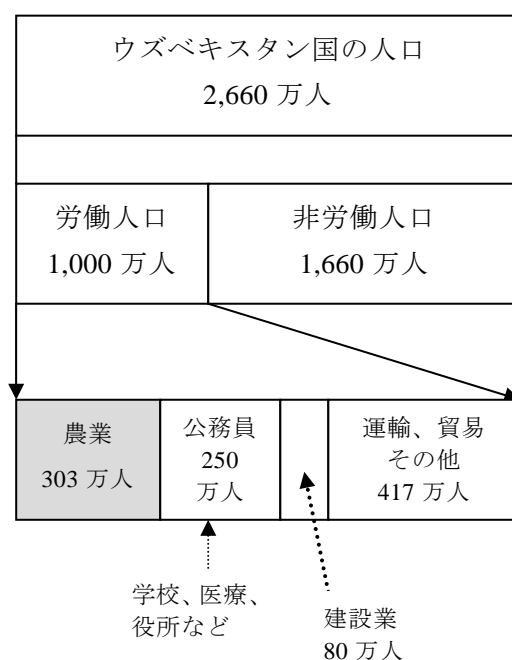 ウズベキスタン国の人口
2,660 万人
労働人口
1,000 万人
非労働人口
1,660 万人
農業
303 万人
公務員
250
万人
運輸、貿易
その他
417 万人
学校、医療、
役所など
建設業
80 万人